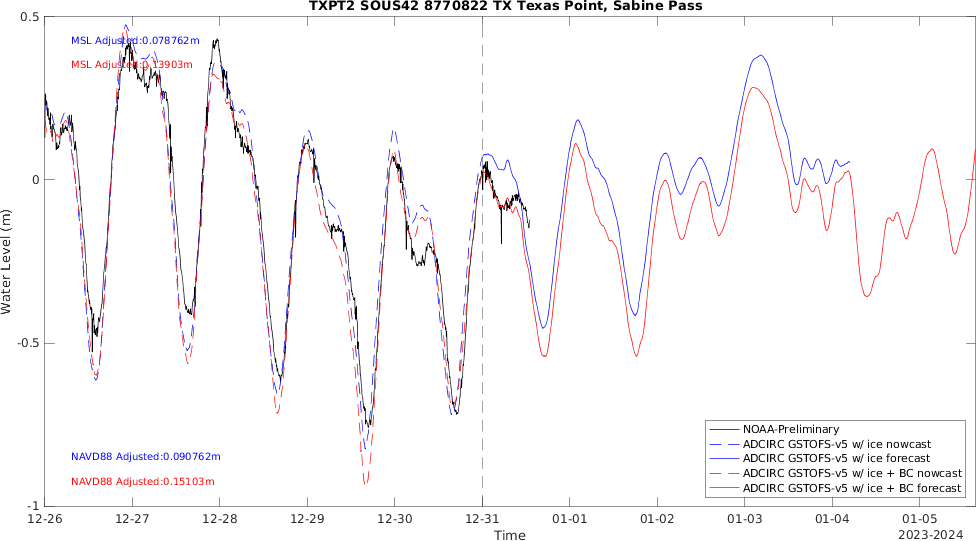 TXPT2 SOUS42 8770822 TX Texas Point, Sabine Pass
0.5
MSL Adjusted:0.078762m
MSL Adjusted:0.13903m
0
Water Level (m)
-0.5
NOAA-Preliminary
ADCIRC GSTOFS-v5 w/ ice nowcast
ADCIRC GSTOFS-v5 w/ ice forecast
ADCIRC GSTOFS-v5 w/ ice + BC nowcast
ADCIRC GSTOFS-v5 w/ ice + BC forecast
NAVD88 Adjusted:0.090762m
NAVD88 Adjusted:0.15103m
-1
12-26 12-27 12-28 12-29 12-30 12-31 01-01 01-02 01-03 01-04 01-05
Time
2023-2024